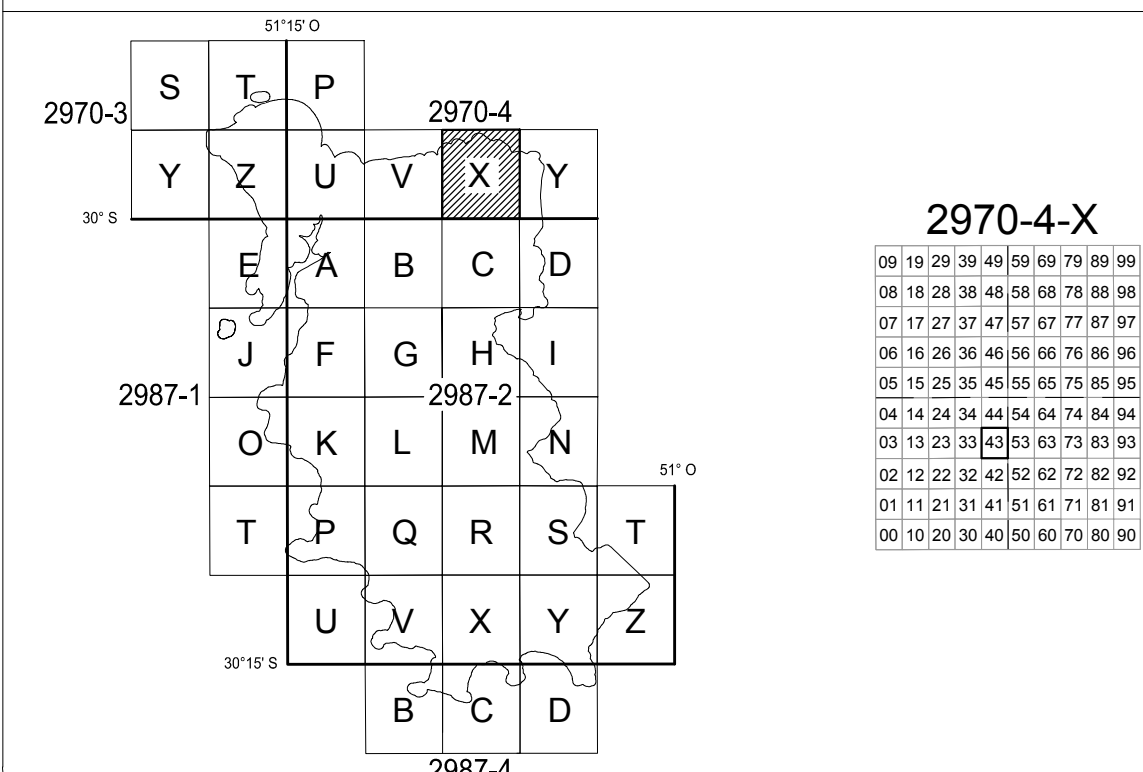 51°15' O
S T P
2970-3
2970-4
Y Z U V X Y
30° S
E A B C D
J F G H I
2987-1
2987-2
O K L M N
51° O
T P Q R S T
U V X Y Z
30°15' S
B C D
2987-4
2970-4-X
09 19 29 39 49 59 69 79 89 99
08 18 28 38 48 58 68 78 88 98
07 17 27 37 47 57 67 77 87 97
06 16 26 36 46 56 66 76 86 96
05 15 25 35 45 55 65 75 85 95
04 14 24 34 44 54 64 74 84 94
03 13 23 33 43 53 63 73 83 93
02 12 22 32 42 52 62 72 82 92
01 11 21 31 41 51 61 71 81 91
00 10 20 30 40 50 60 70 80 90